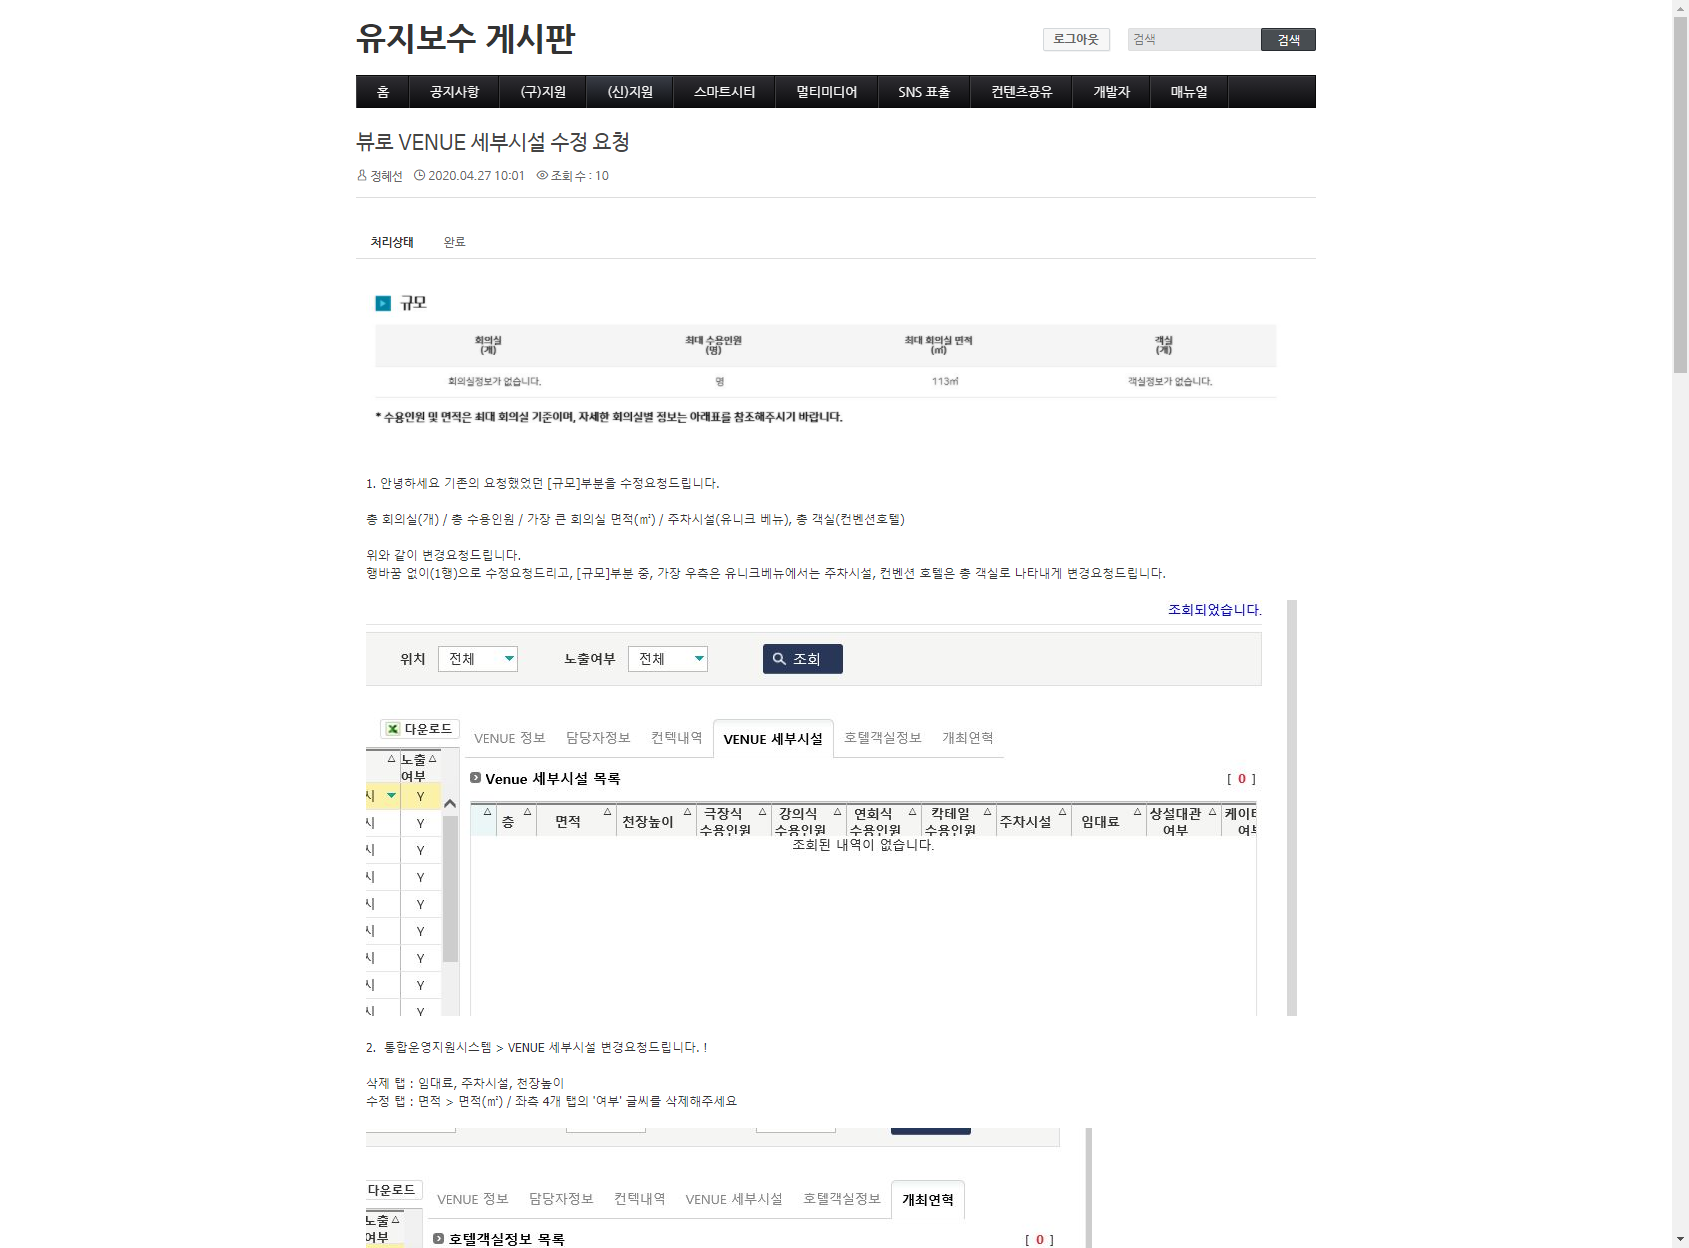 유지보수 게시판
로그아웃 검색 검색
홈 공지사항 (구)지원 (신)지원 스마트시티 멀티미디어 SNS 표출 컨텐츠공유 개발자 매뉴얼
뷰로 VENUE 세부시설 수정 요청
정혜선 2020.04.27 10:01 조회 수 : 10
처리상태 완료
규모
회의실 (개) 최대 수용인원 (명) 최대 회의실 면적 (㎡) 객실 (개)
회의실정보가 없습니다. 명 113㎡ 객실정보가 없습니다.
* 수용인원 및 면적은 최대 회의실 기준이며, 자세한 회의실별 정보는 아래표를 참조해주시기 바랍니다.
1. 안녕하세요 기존의 요청했었던 [규모]부분을 수정요청드립니다.
총 회의실(개) / 총 수용인원 / 가장 큰 회의실 면적(㎡) / 주차시설(유니크 베뉴), 총 객실(컨벤션호텔)
위와 같이 변경요청드립니다.
행바꿈 없이(1행)으로 수정요청드리고, [규모]부분 중, 가장 우측은 유니크베뉴에서는 주차시설, 컨벤션 호텔은 총 객실로 나타내게 변경요청드립니다.
조회되었습니다.
위치 전체 노출여부 전체 조회
다운로드 VENUE 정보 담당자정보 컨텍내역 VENUE 세부시설 호텔객실정보 개최연혁
노출
여부
Venue 세부시설 목록 [ 0 ]
층 면적 천장높이 극장식 수용인원 강의식 수용인원 연회식 수용인원 칵테일 수용인원 주차시설 임대료 상설대관 여부 케이터 여부
조회된 내역이 없습니다.
시 Y
시 Y
시 Y
시 Y
시 Y
시 Y
시 Y
시 Y
시 Y
2. 통합운영지원시스템 > VENUE 세부시설 변경요청드립니다. !
삭제 탭 : 임대료, 주차시설, 천장높이
수정 탭 : 면적 > 면적(㎡) / 좌측 4개 탭의 '여부' 글씨를 삭제해주세요
다운로드 VENUE 정보 담당자정보 컨텍내역 VENUE 세부시설 호텔객실정보 개최연혁
노출
여부
호텔객실정보 목록 [ 0 ]